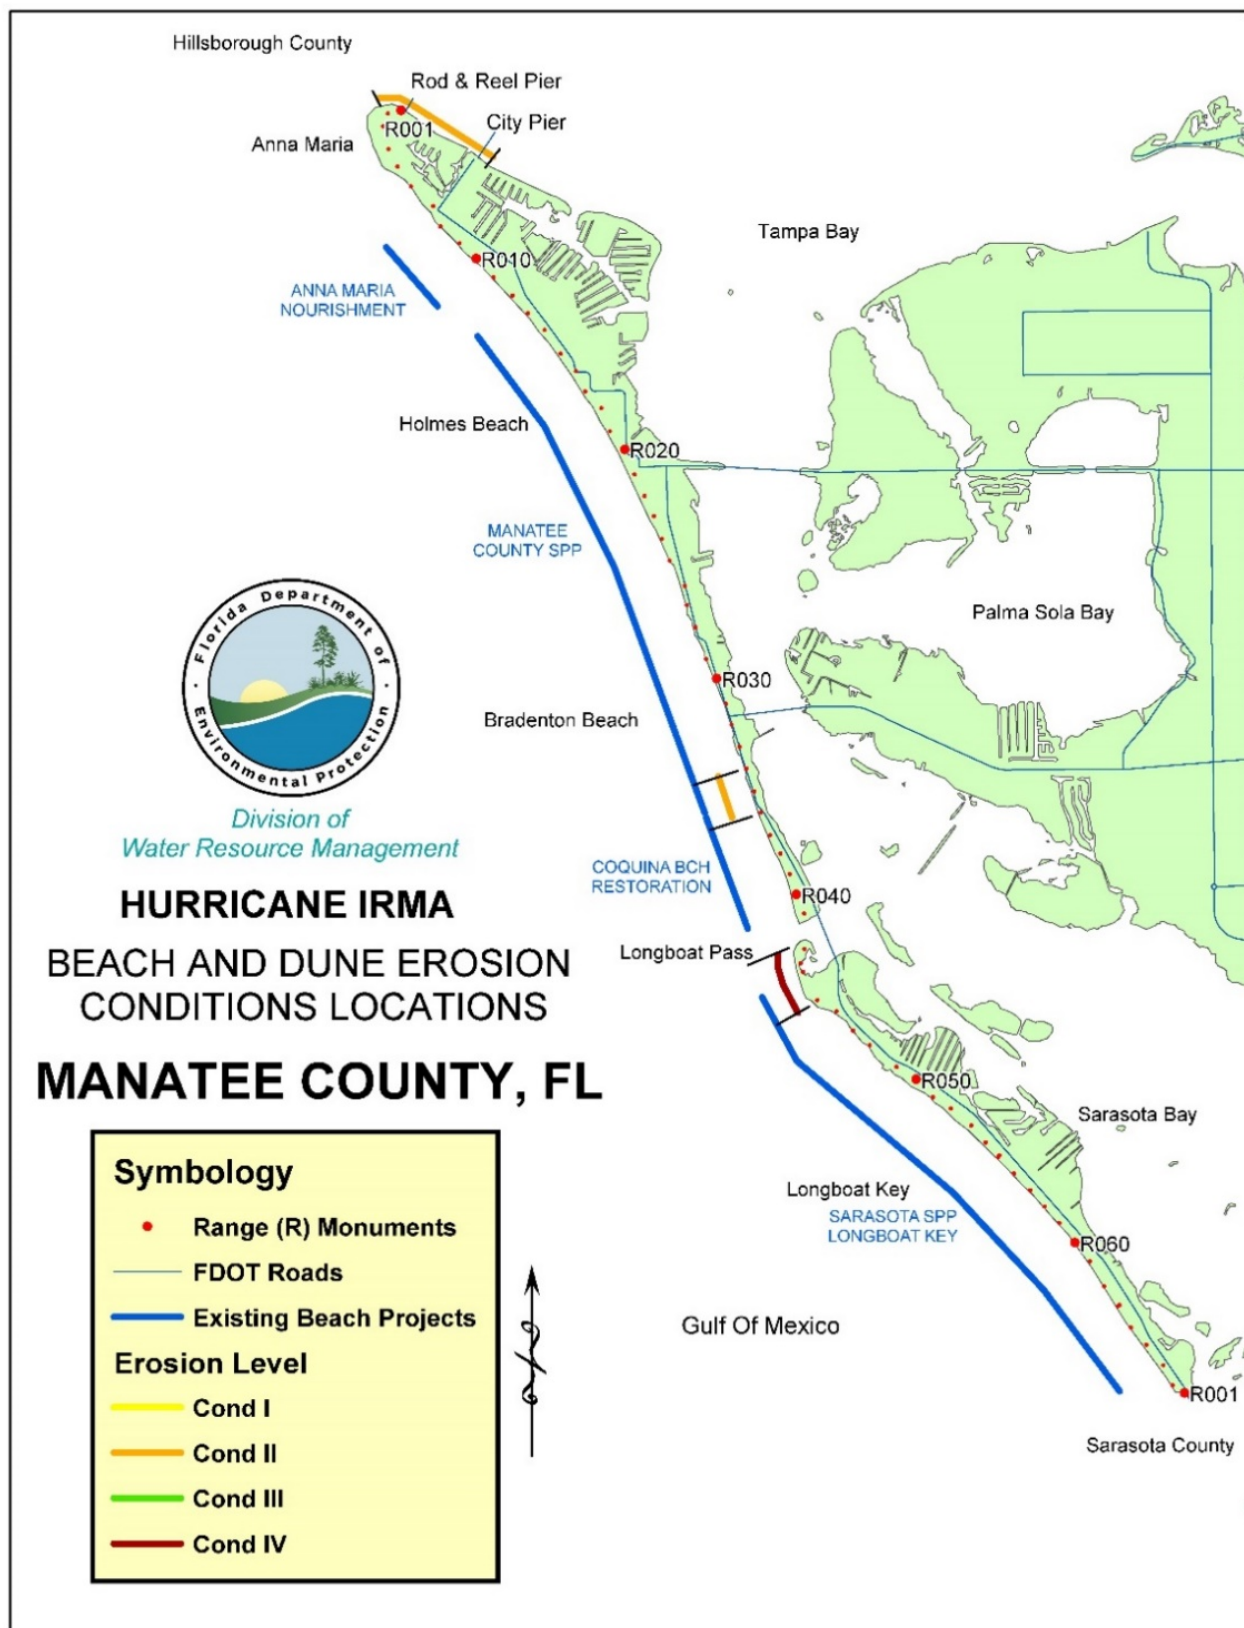 Hillsborough County
Rod & Reel Pier
City Pier
R001
Anna Maria
Tampa Bay
R010
ANNA MARIA
NOURISHMENT
Holmes Beach
R020
MANATEE
COUNTY SPP
Palma Sola Bay
Florida Department of
Environmental Protection
R030
Bradenton Beach
Division of
Water Resource Management
COQUINA BCH
RESTORATION
R040
HURRICANE IRMA
Longboat Pass
BEACH AND DUNE EROSION
CONDITIONS LOCATIONS
MANATEE COUNTY, FL
R050
Sarasota Bay
Longboat Key
SARASOTA SPP
LONGBOAT KEY
R060
Gulf Of Mexico
R001
Sarasota County
Symbology
Range (R) Monuments
FDOT Roads
Existing Beach Projects
Erosion Level
Cond I
Cond II
Cond III
Cond IV